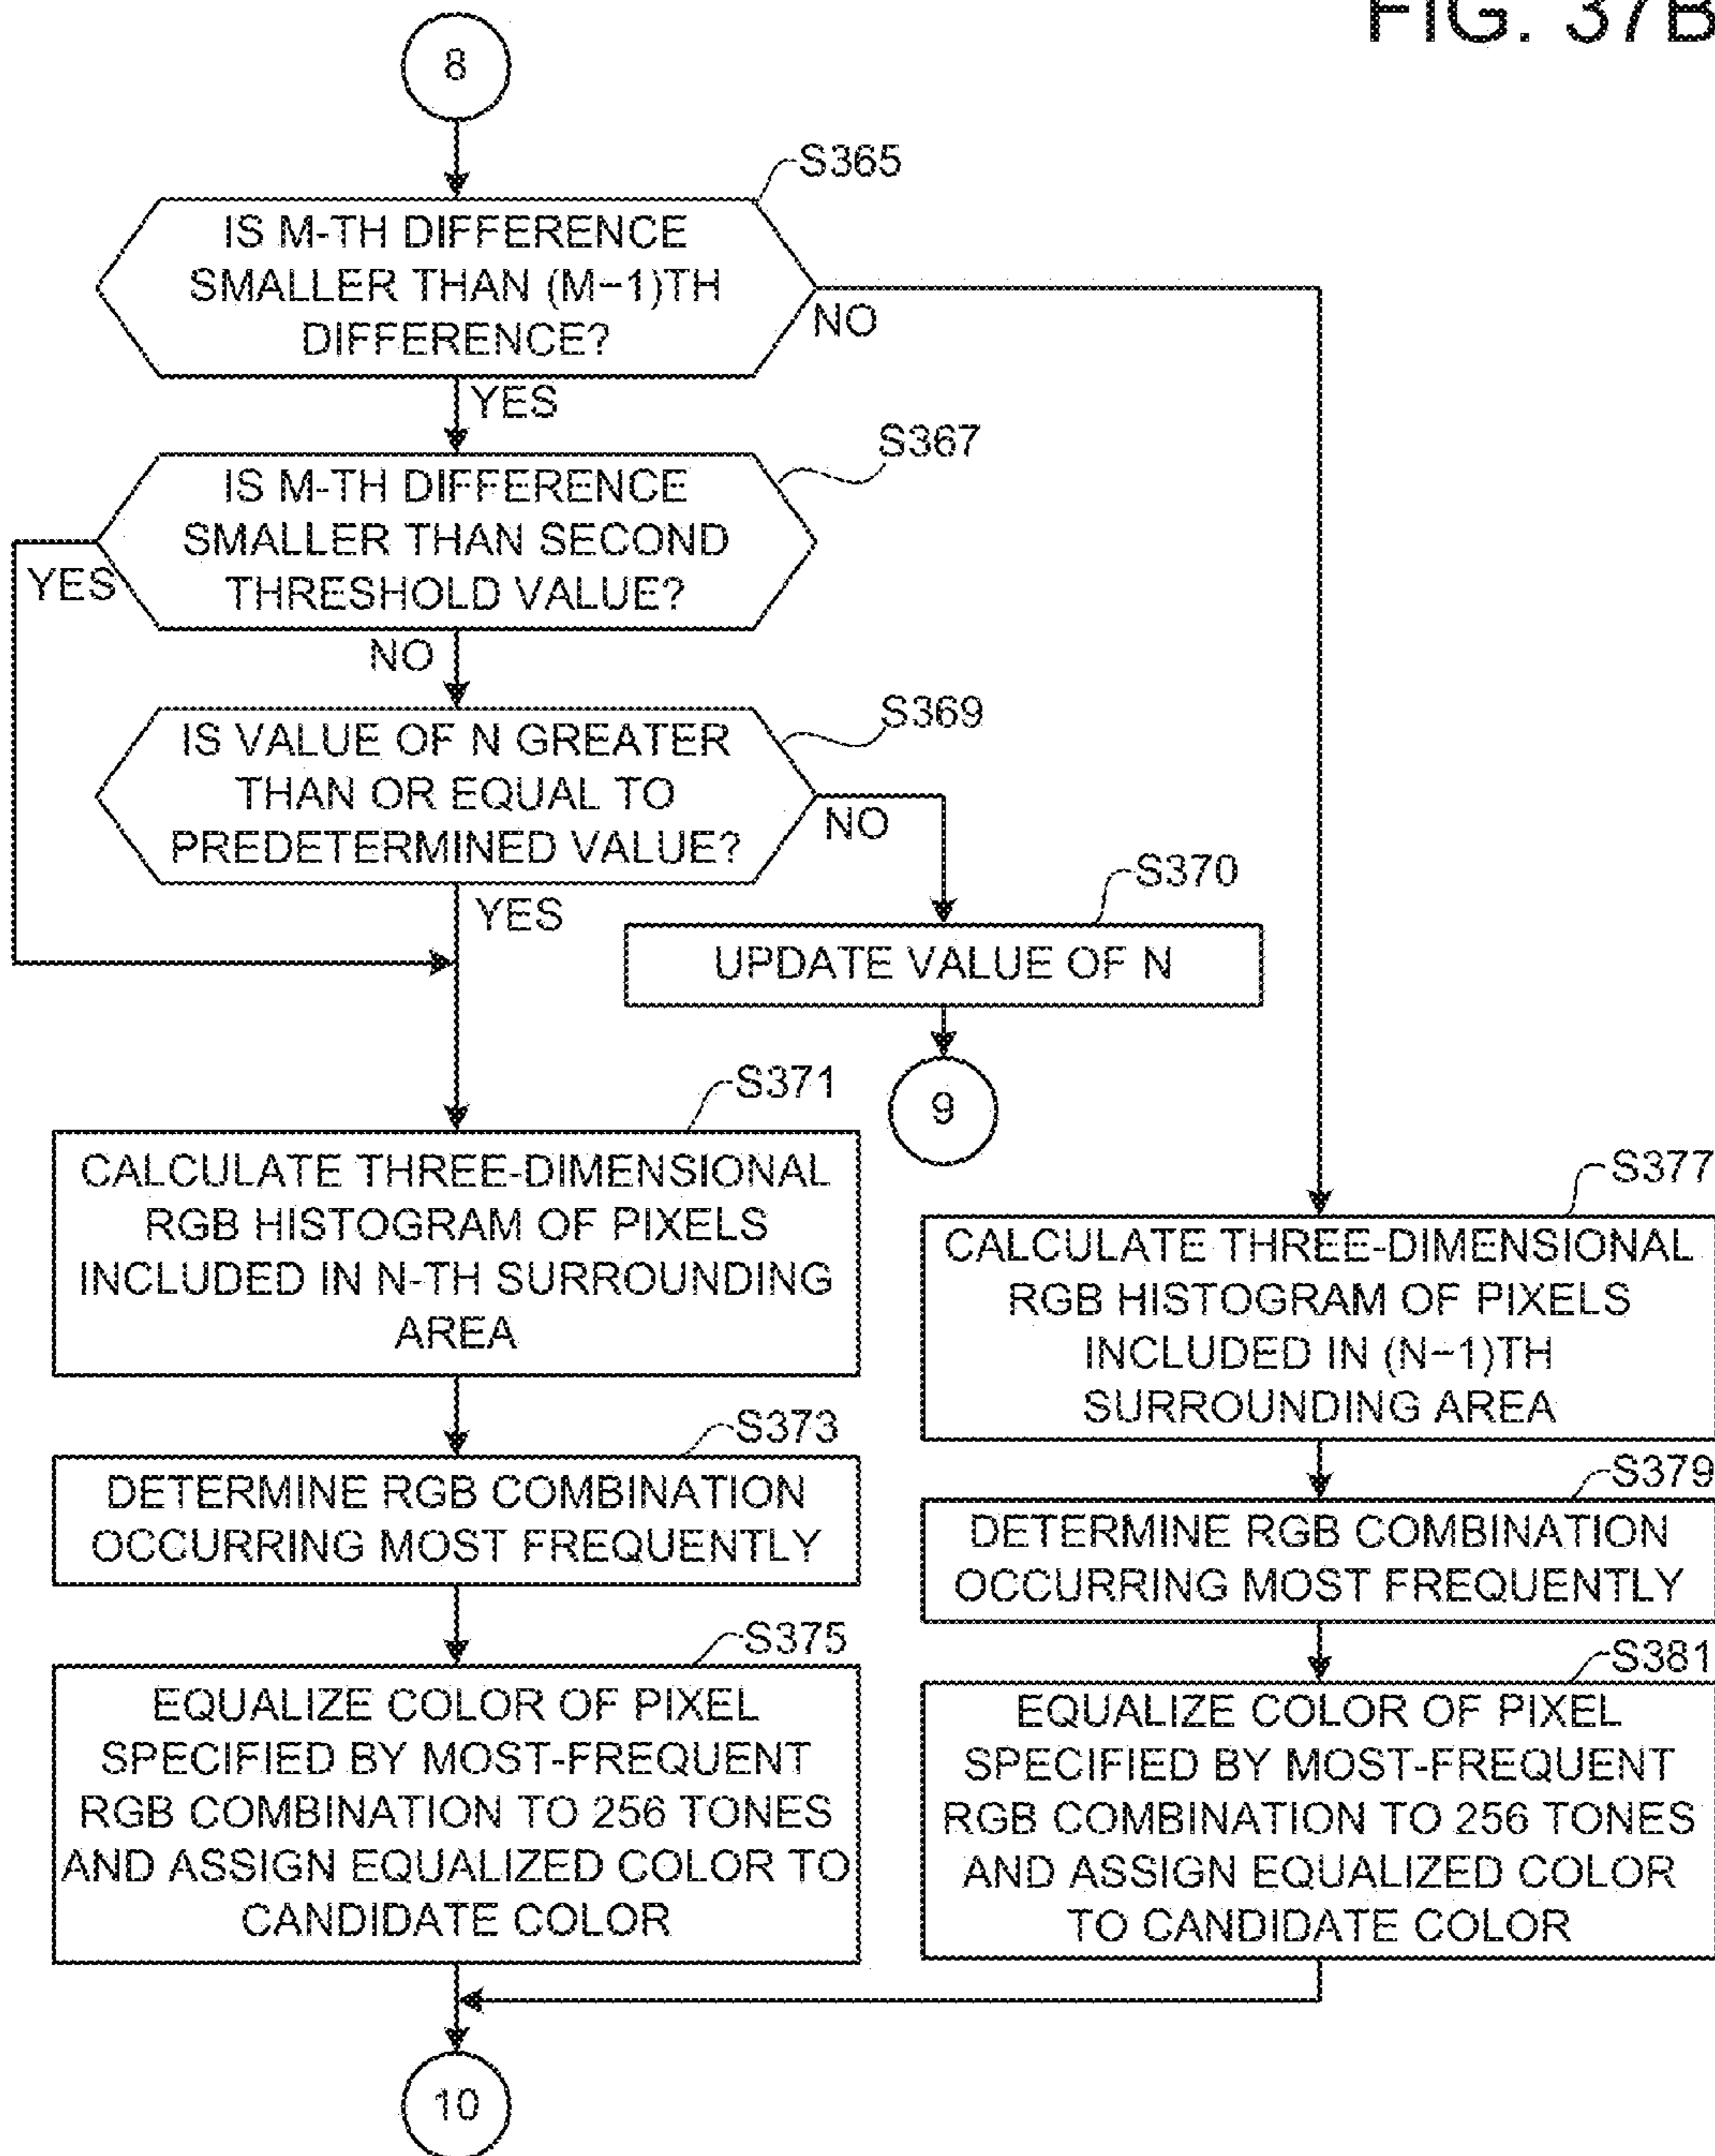 FIG. 37B
8
S365
IS M-TH DIFFERENCE
SMALLER THAN (M−1)TH
DIFFERENCE?
NO
YES
S367
IS M-TH DIFFERENCE
SMALLER THAN SECOND
THRESHOLD VALUE?
YES
NO
S369
IS VALUE OF N GREATER
THAN OR EQUAL TO
PREDETERMINED VALUE?
NO
YES
S370
UPDATE VALUE OF N
9
S371
CALCULATE THREE-DIMENSIONAL
RGB HISTOGRAM OF PIXELS
INCLUDED IN N-TH SURROUNDING
AREA
S373
DETERMINE RGB COMBINATION
OCCURRING MOST FREQUENTLY
S375
EQUALIZE COLOR OF PIXEL
SPECIFIED BY MOST-FREQUENT
RGB COMBINATION TO 256 TONES
AND ASSIGN EQUALIZED COLOR TO
CANDIDATE COLOR
S377
CALCULATE THREE-DIMENSIONAL
RGB HISTOGRAM OF PIXELS
INCLUDED IN (N−1)TH
SURROUNDING AREA
S379
DETERMINE RGB COMBINATION
OCCURRING MOST FREQUENTLY
S381
EQUALIZE COLOR OF PIXEL
SPECIFIED BY MOST-FREQUENT
RGB COMBINATION TO 256 TONES
AND ASSIGN EQUALIZED COLOR
TO CANDIDATE COLOR
10